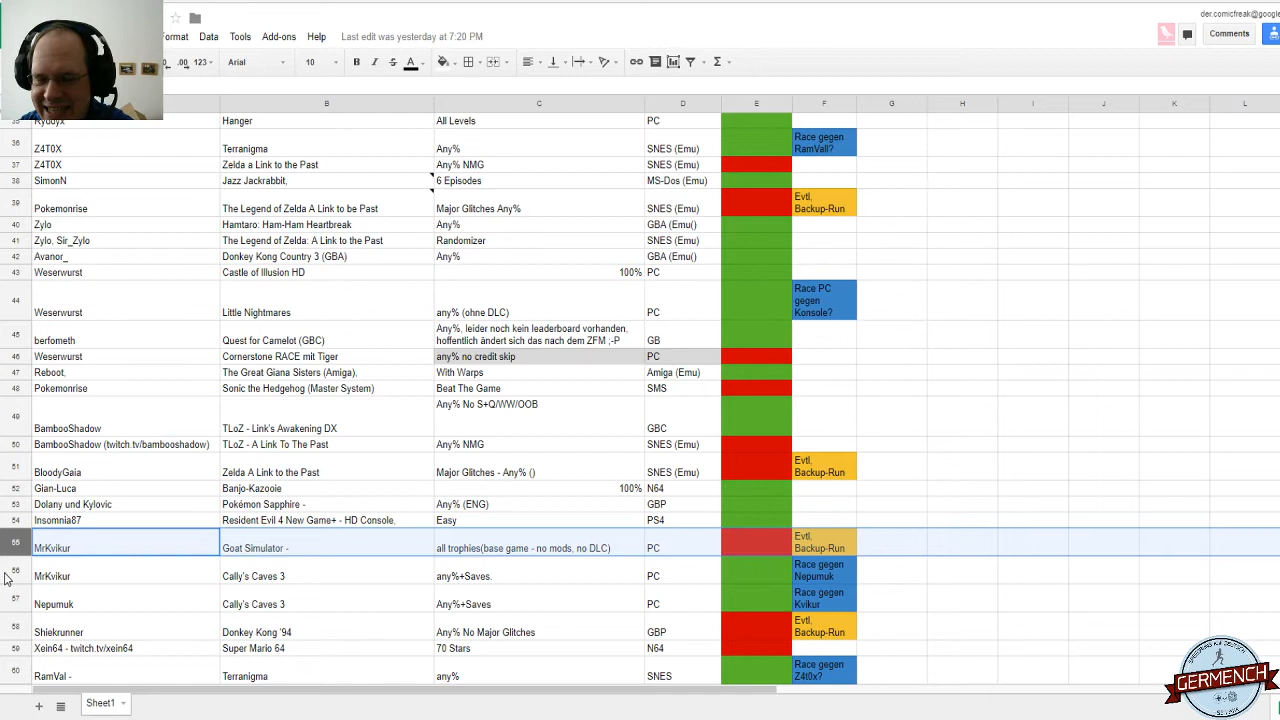 der.comicfreak@google
Format Data Tools Add-ons Help Last edit was yesterday at 7:20 PM
Comments
.0 .00 123 Arial 10 B I S A
A B C D E F G H I J K L
35 Ryddyx Hanger All Levels PC
36 Z4T0X Terranigma Any% SNES (Emu) Race gegen RamVall?
37 Z4T0X Zelda a Link to the Past Any% NMG SNES (Emu)
38 SimonN Jazz Jackrabbit, 6 Episodes MS-Dos (Emu)
39 Pokemonrise The Legend of Zelda A Link to be Past Major Glitches Any% SNES (Emu) Evtl, Backup-Run
40 Zylo Hamtaro: Ham-Ham Heartbreak Any% GBA (Emu()
41 Zylo, Sir_Zylo The Legend of Zelda: A Link to the Past Randomizer SNES (Emu)
42 Avanor_ Donkey Kong Country 3 (GBA) Any% GBA (Emu()
43 Weserwurst Castle of Illusion HD 100% PC
44 Weserwurst Little Nightmares any% (ohne DLC) PC Race PC gegen Konsole?
45 berfometh Quest for Camelot (GBC) Any%, leider noch kein leaderboard vorhanden, hoffentlich ändert sich das nach dem ZFM ;-P GB
46 Weserwurst Cornerstone RACE mit Tiger any% no credit skip PC
47 Reboot, The Great Giana Sisters (Amiga), With Warps Amiga (Emu)
48 Pokemonrise Sonic the Hedgehog (Master System) Beat The Game SMS
49 BambooShadow TLoZ - Link's Awakening DX Any% No S+Q/WW/OOB GBC
50 BambooShadow (twitch.tv/bambooshadow) TLoZ - A Link To The Past Any% NMG SNES (Emu)
51 BloodyGaia Zelda A Link to the Past Major Glitches - Any% () SNES (Emu) Evtl, Backup-Run
52 Gian-Luca Banjo-Kazooie 100% N64
53 Dolany und Kylovic Pokémon Sapphire - Any% (ENG) GBP
54 Insomnia87 Resident Evil 4 New Game+ - HD Console, Easy PS4
55 MrKvikur Goat Simulator - all trophies(base game - no mods, no DLC) PC Evtl, Backup-Run
56 MrKvikur Cally's Caves 3 any%+Saves. PC Race gegen Nepumuk
57 Nepumuk Cally's Caves 3 Any%+Saves PC Race gegen Kvikur
58 Shiekrunner Donkey Kong '94 Any% No Major Glitches GBP Evtl, Backup-Run
59 Xein64 - twitch.tv/xein64 Super Mario 64 70 Stars N64
60 RamVal - Terranigma any% SNES Race gegen Z4t0x?
Sheet1
GERMENCH